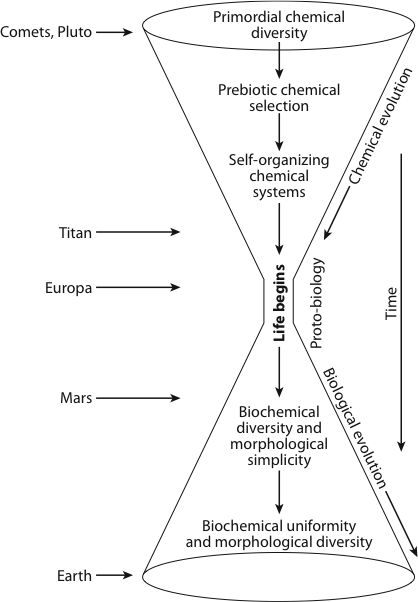 Primordial chemical
diversity
Comets, Pluto
Prebiotic chemical
selection
Chemical evolution
Self-organizing
chemical
systems
Titan
Europa
Life begins
Proto-biology
Time
Mars
Biological evolution
Biochemical
diversity and
morphological
simplicity
Biochemical uniformity
and morphological diversity
Earth